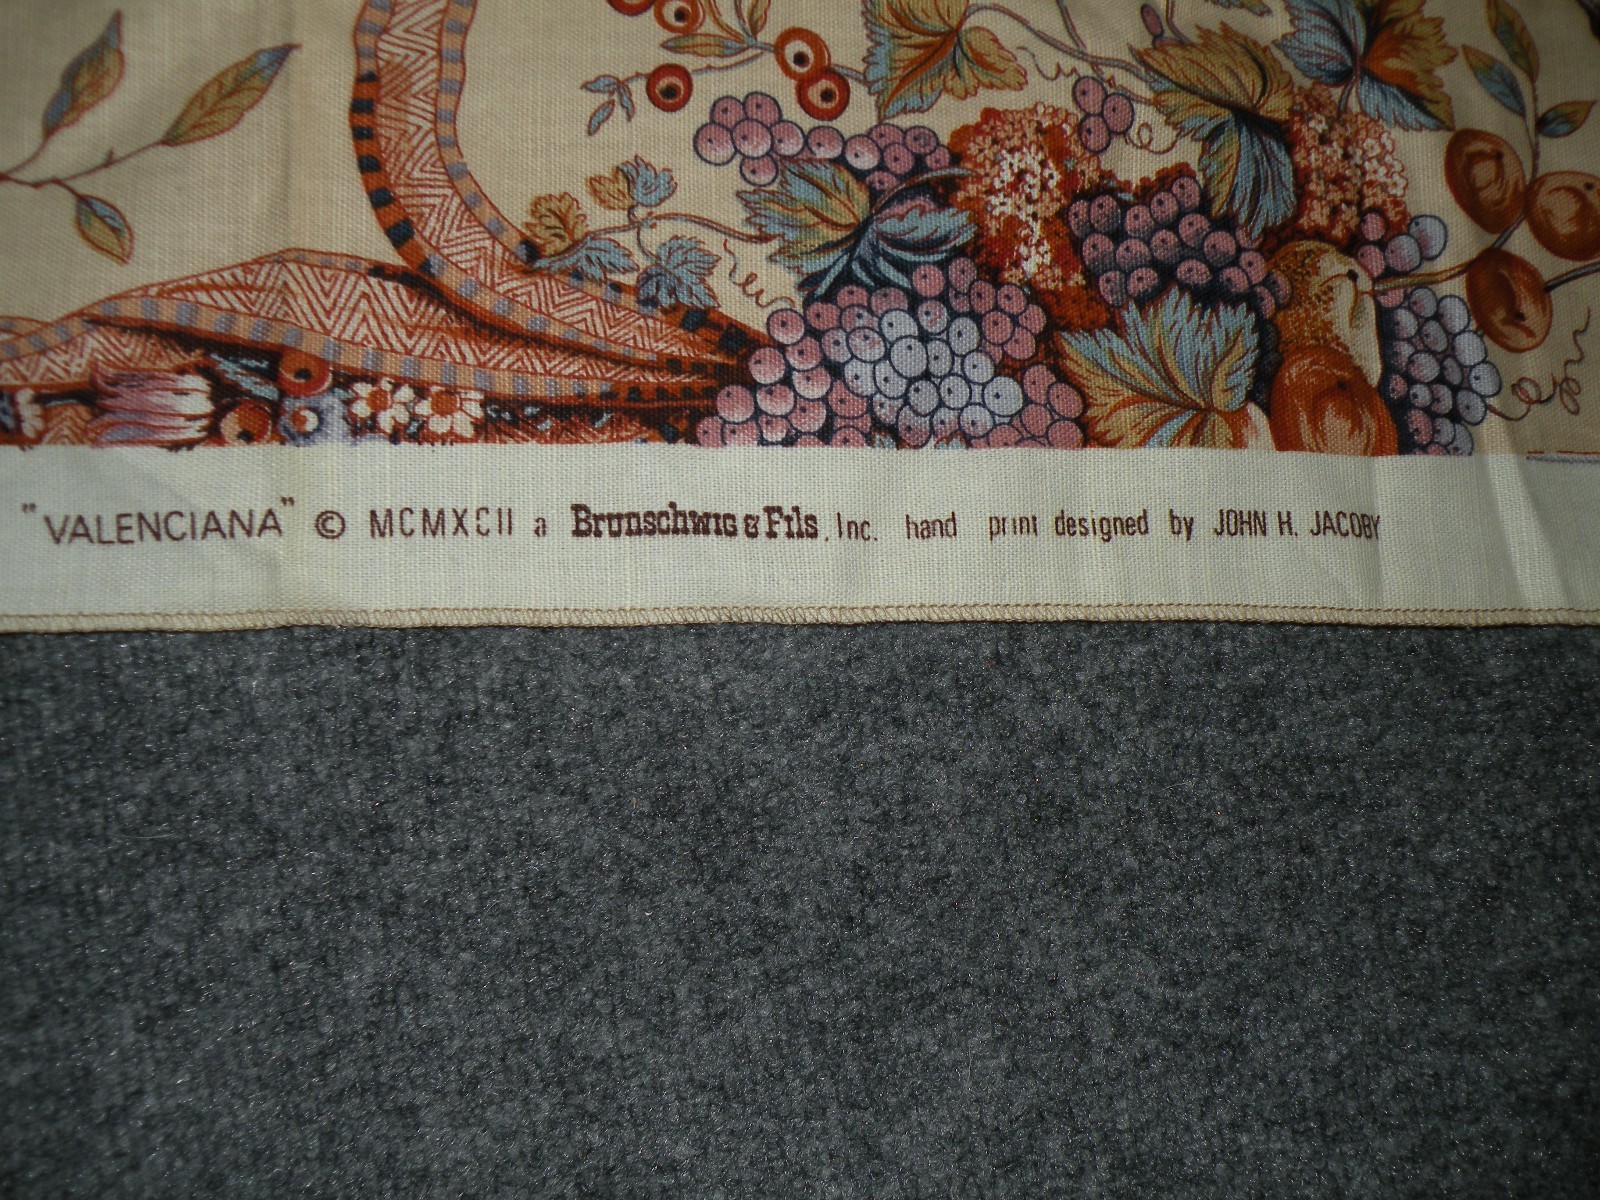 "VALENCIANA" © MCMXCII a Brunschwig & Fils, Inc. hand print designed by JOHN H. JACOBY